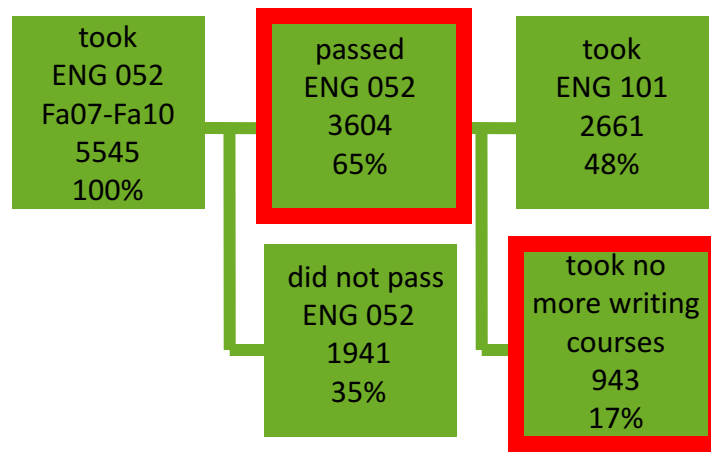 took
ENG 052
Fa07-Fa10
5545
100%
passed
ENG 052
3604
65%
took
ENG 101
2661
48%
did not pass
ENG 052
1941
35%
took no
more writing
courses
943
17%